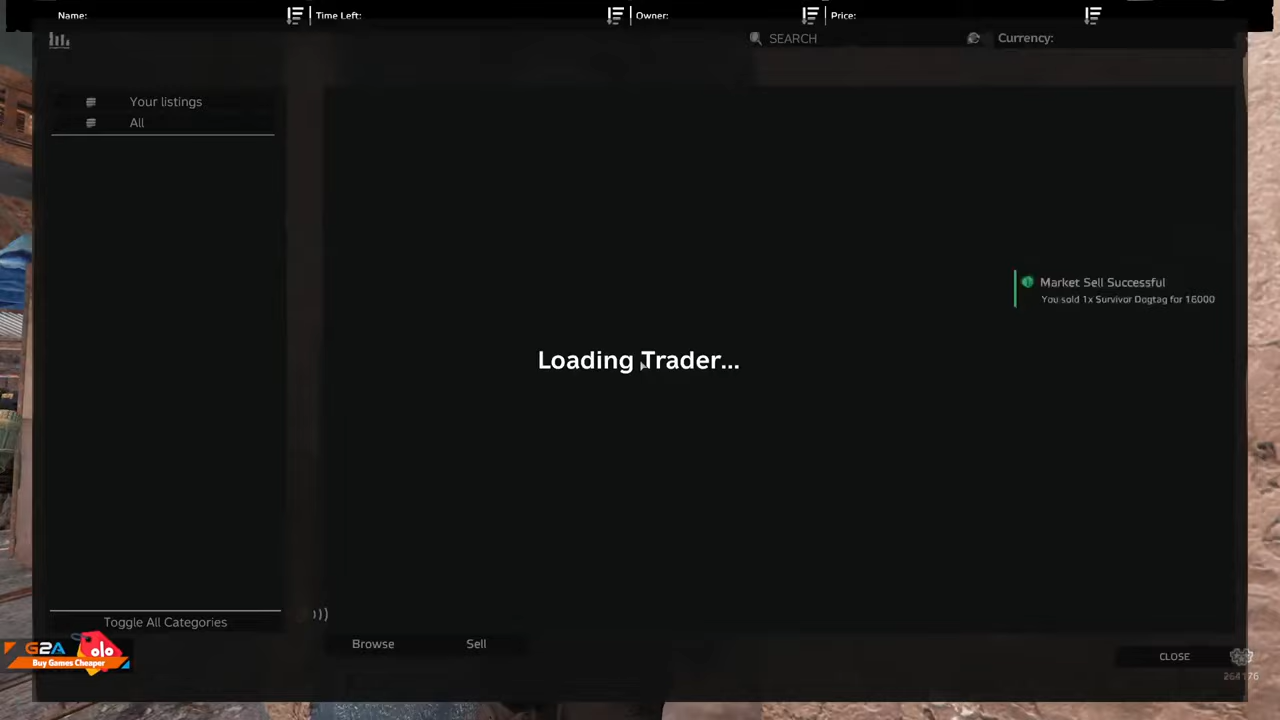 Name:
Time Left:
Owner:
Price:
SEARCH
Currency:
Your listings
All
Market Sell Successful
You sold 1x Survivor Dogtag for 16000
Loading Trader...
Toggle All Categories
Browse
Sell
CLOSE
G2A
Buy Games Cheaper